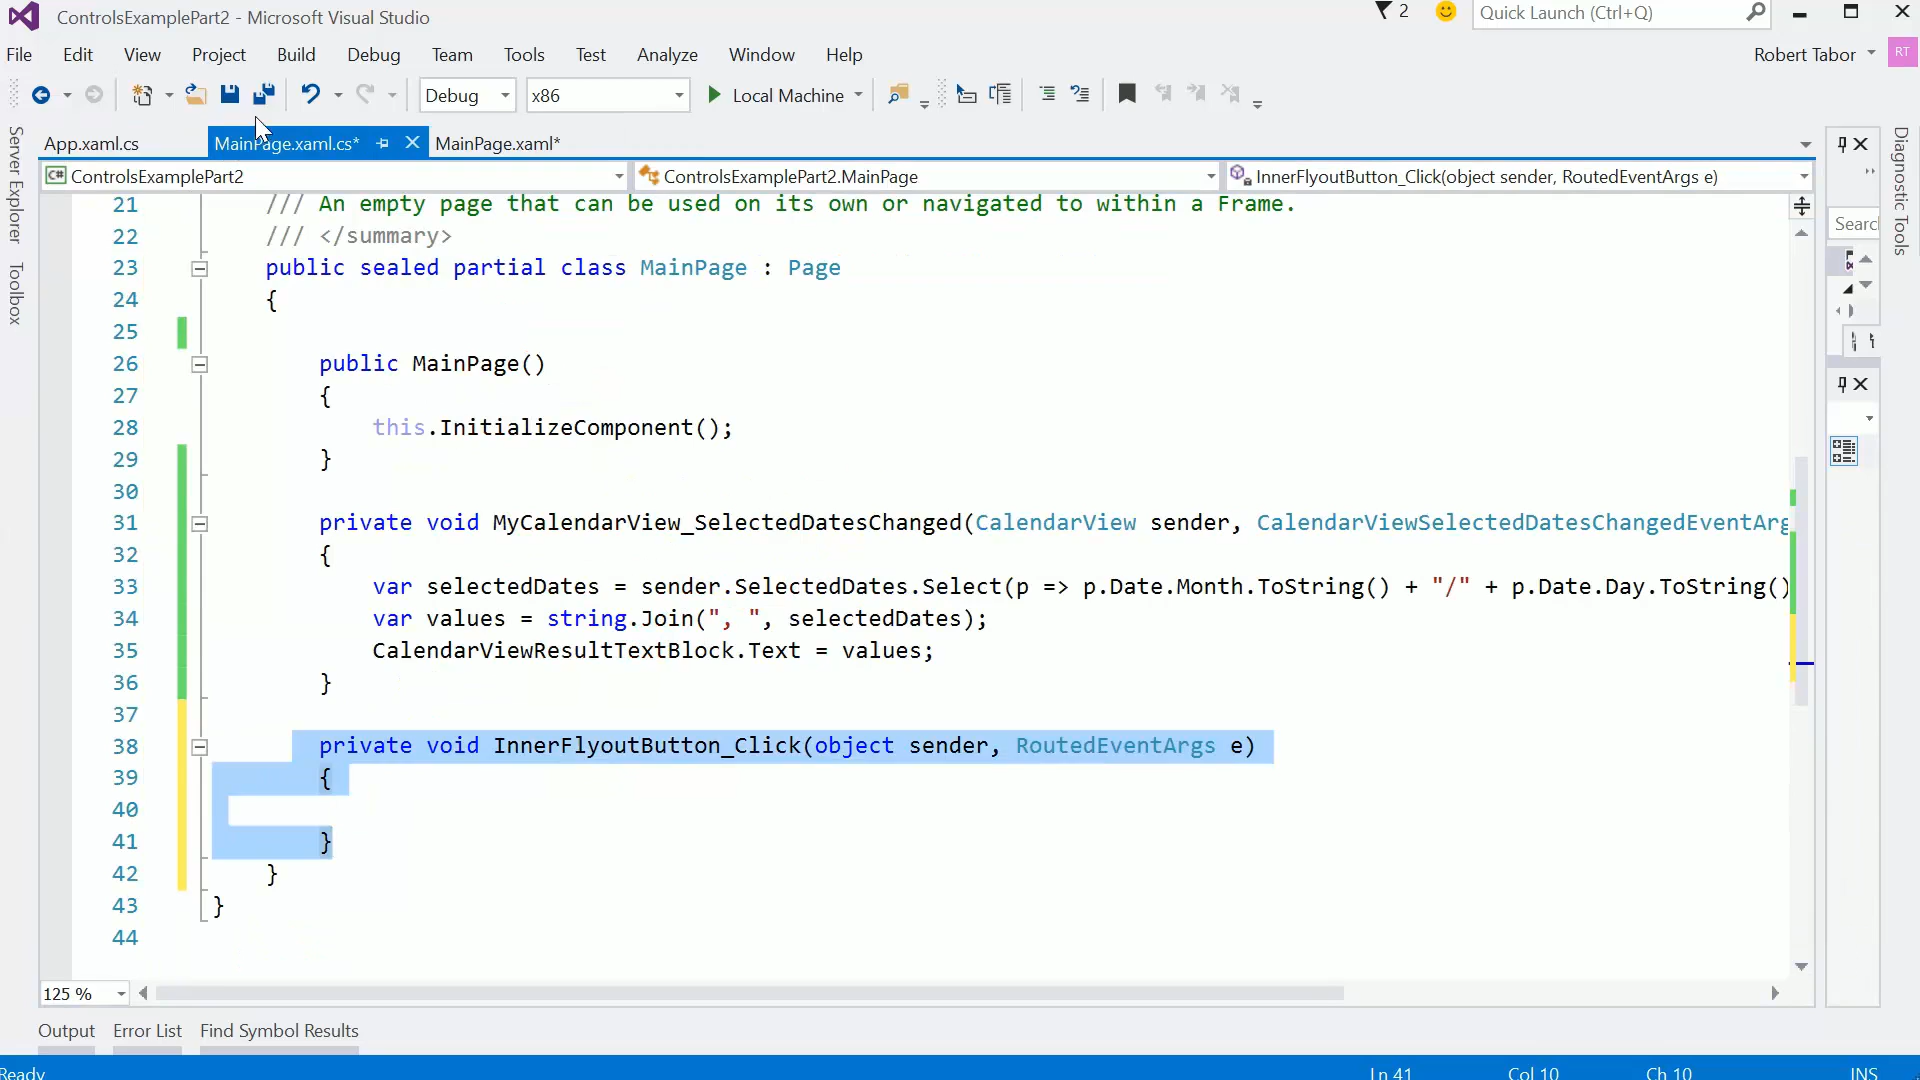 ControlsExamplePart2 - Microsoft Visual Studio
2
Quick Launch (Ctrl+Q)
File Edit View Project Build Debug Team Tools Test Analyze Window Help
Robert Tabor RT
Debug x86 Local Machine
App.xaml.cs MainPage.xaml.cs* MainPage.xaml*
C# ControlsExamplePart2 ControlsExamplePart2.MainPage InnerFlyoutButton_Click(object sender, RoutedEventArgs e)
Server Explorer
Toolbox
Diagnostic Tools
Search
21 /// An empty page that can be used on its own or navigated to within a Frame.
22 /// </summary>
23 public sealed partial class MainPage : Page
24 {
25
26 public MainPage()
27 {
28 this.InitializeComponent();
29 }
30
31 private void MyCalendarView_SelectedDatesChanged(CalendarView sender, CalendarViewSelectedDatesChangedEventArg
32 {
33 var selectedDates = sender.SelectedDates.Select(p => p.Date.Month.ToString() + "/" + p.Date.Day.ToString()
34 var values = string.Join(", ", selectedDates);
35 CalendarViewResultTextBlock.Text = values;
36 }
37
38 private void InnerFlyoutButton_Click(object sender, RoutedEventArgs e)
39 {
40
41 }
42 }
43 }
44
125 %
Output Error List Find Symbol Results
Ready Ln 41 Col 10 Ch 10 INS